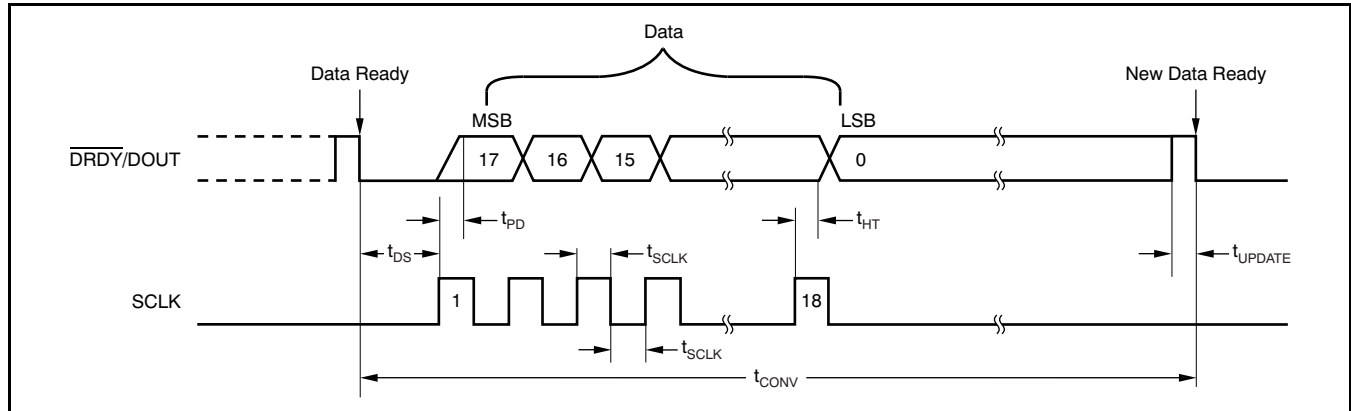 Data
Data Ready
New Data Ready
MSB
LSB
DRDY/DOUT
17
16
15
0
tPD
tHT
tDS
tSCLK
tUPDATE
SCLK
1
18
tSCLK
tCONV